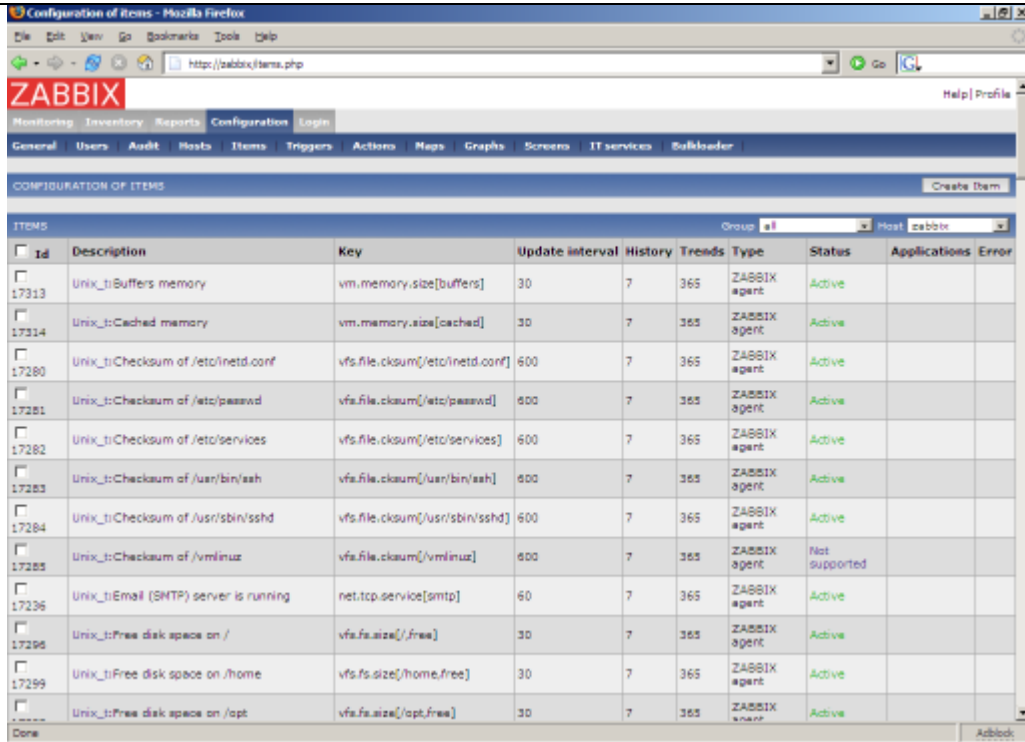 Configuration of items - Mozilla Firefox
File Edit View Go Bookmarks Tools Help
http://zabbix/items.php Go G
ZABBIX
Help | Profile
Monitoring Inventory Reports Configuration Login
General Users Audit Hosts Items Triggers Actions Maps Graphs Screens IT services Bulkloader
CONFIGURATION OF ITEMS Create Item
ITEMS Group all Host zabbix
Id Description Key Update interval History Trends Type Status Applications Error
17313 Unix_t:Buffers memory vm.memory.size[buffers] 30 7 365 ZABBIX agent Active
17314 Unix_t:Cached memory vm.memory.size[cached] 30 7 365 ZABBIX agent Active
17280 Unix_t:Checksum of /etc/inetd.conf vfs.file.cksum[/etc/inetd.conf] 600 7 365 ZABBIX agent Active
17281 Unix_t:Checksum of /etc/passwd vfs.file.cksum[/etc/passwd] 600 7 365 ZABBIX agent Active
17282 Unix_t:Checksum of /etc/services vfs.file.cksum[/etc/services] 600 7 365 ZABBIX agent Active
17283 Unix_t:Checksum of /usr/bin/ssh vfs.file.cksum[/usr/bin/ssh] 600 7 365 ZABBIX agent Active
17284 Unix_t:Checksum of /usr/sbin/sshd vfs.file.cksum[/usr/sbin/sshd] 600 7 365 ZABBIX agent Active
17285 Unix_t:Checksum of /vmlinuz vfs.file.cksum[/vmlinuz] 600 7 365 ZABBIX agent Not supported
17236 Unix_t:Email (SMTP) server is running net.tcp.service[smtp] 60 7 365 ZABBIX agent Active
17296 Unix_t:Free disk space on / vfs.fs.size[/,free] 30 7 365 ZABBIX agent Active
17299 Unix_t:Free disk space on /home vfs.fs.size[/home,free] 30 7 365 ZABBIX agent Active
Unix_t:Free disk space on /opt vfs.fs.size[/opt,free] 30 7 365 ZABBIX agent Active
Done Adblock